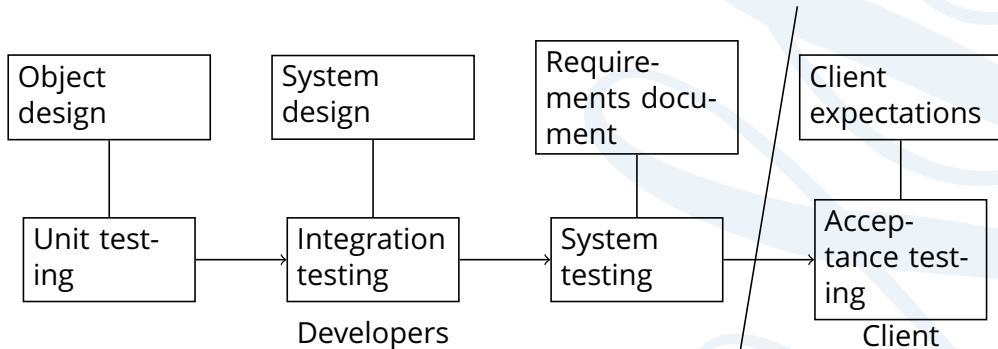 Object
design
System
design
Require-
ments docu-
ment
Client
expectations
Unit test-
ing
Integration
testing
System
testing
Accep-
tance test-
ing
Developers
Client